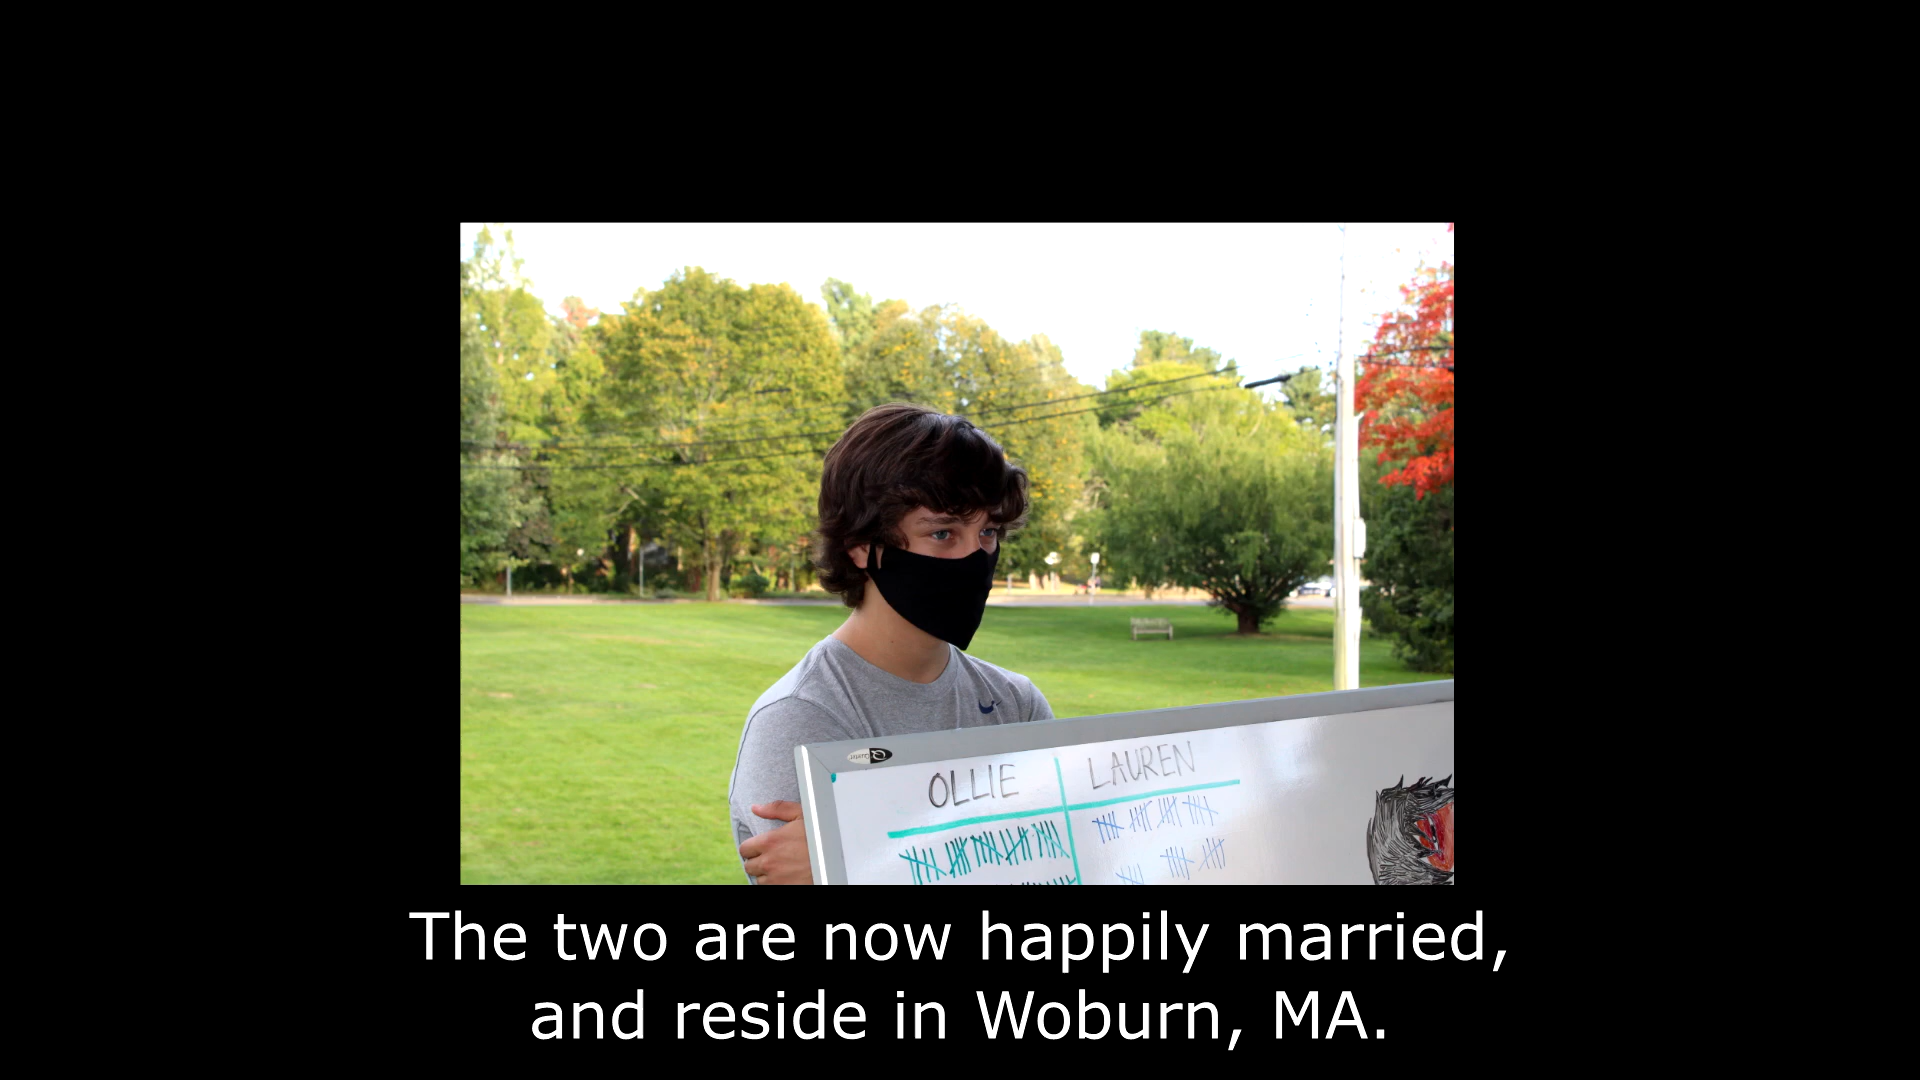 OLLIE LAUREN
The two are now happily married,
and reside in Woburn, MA.